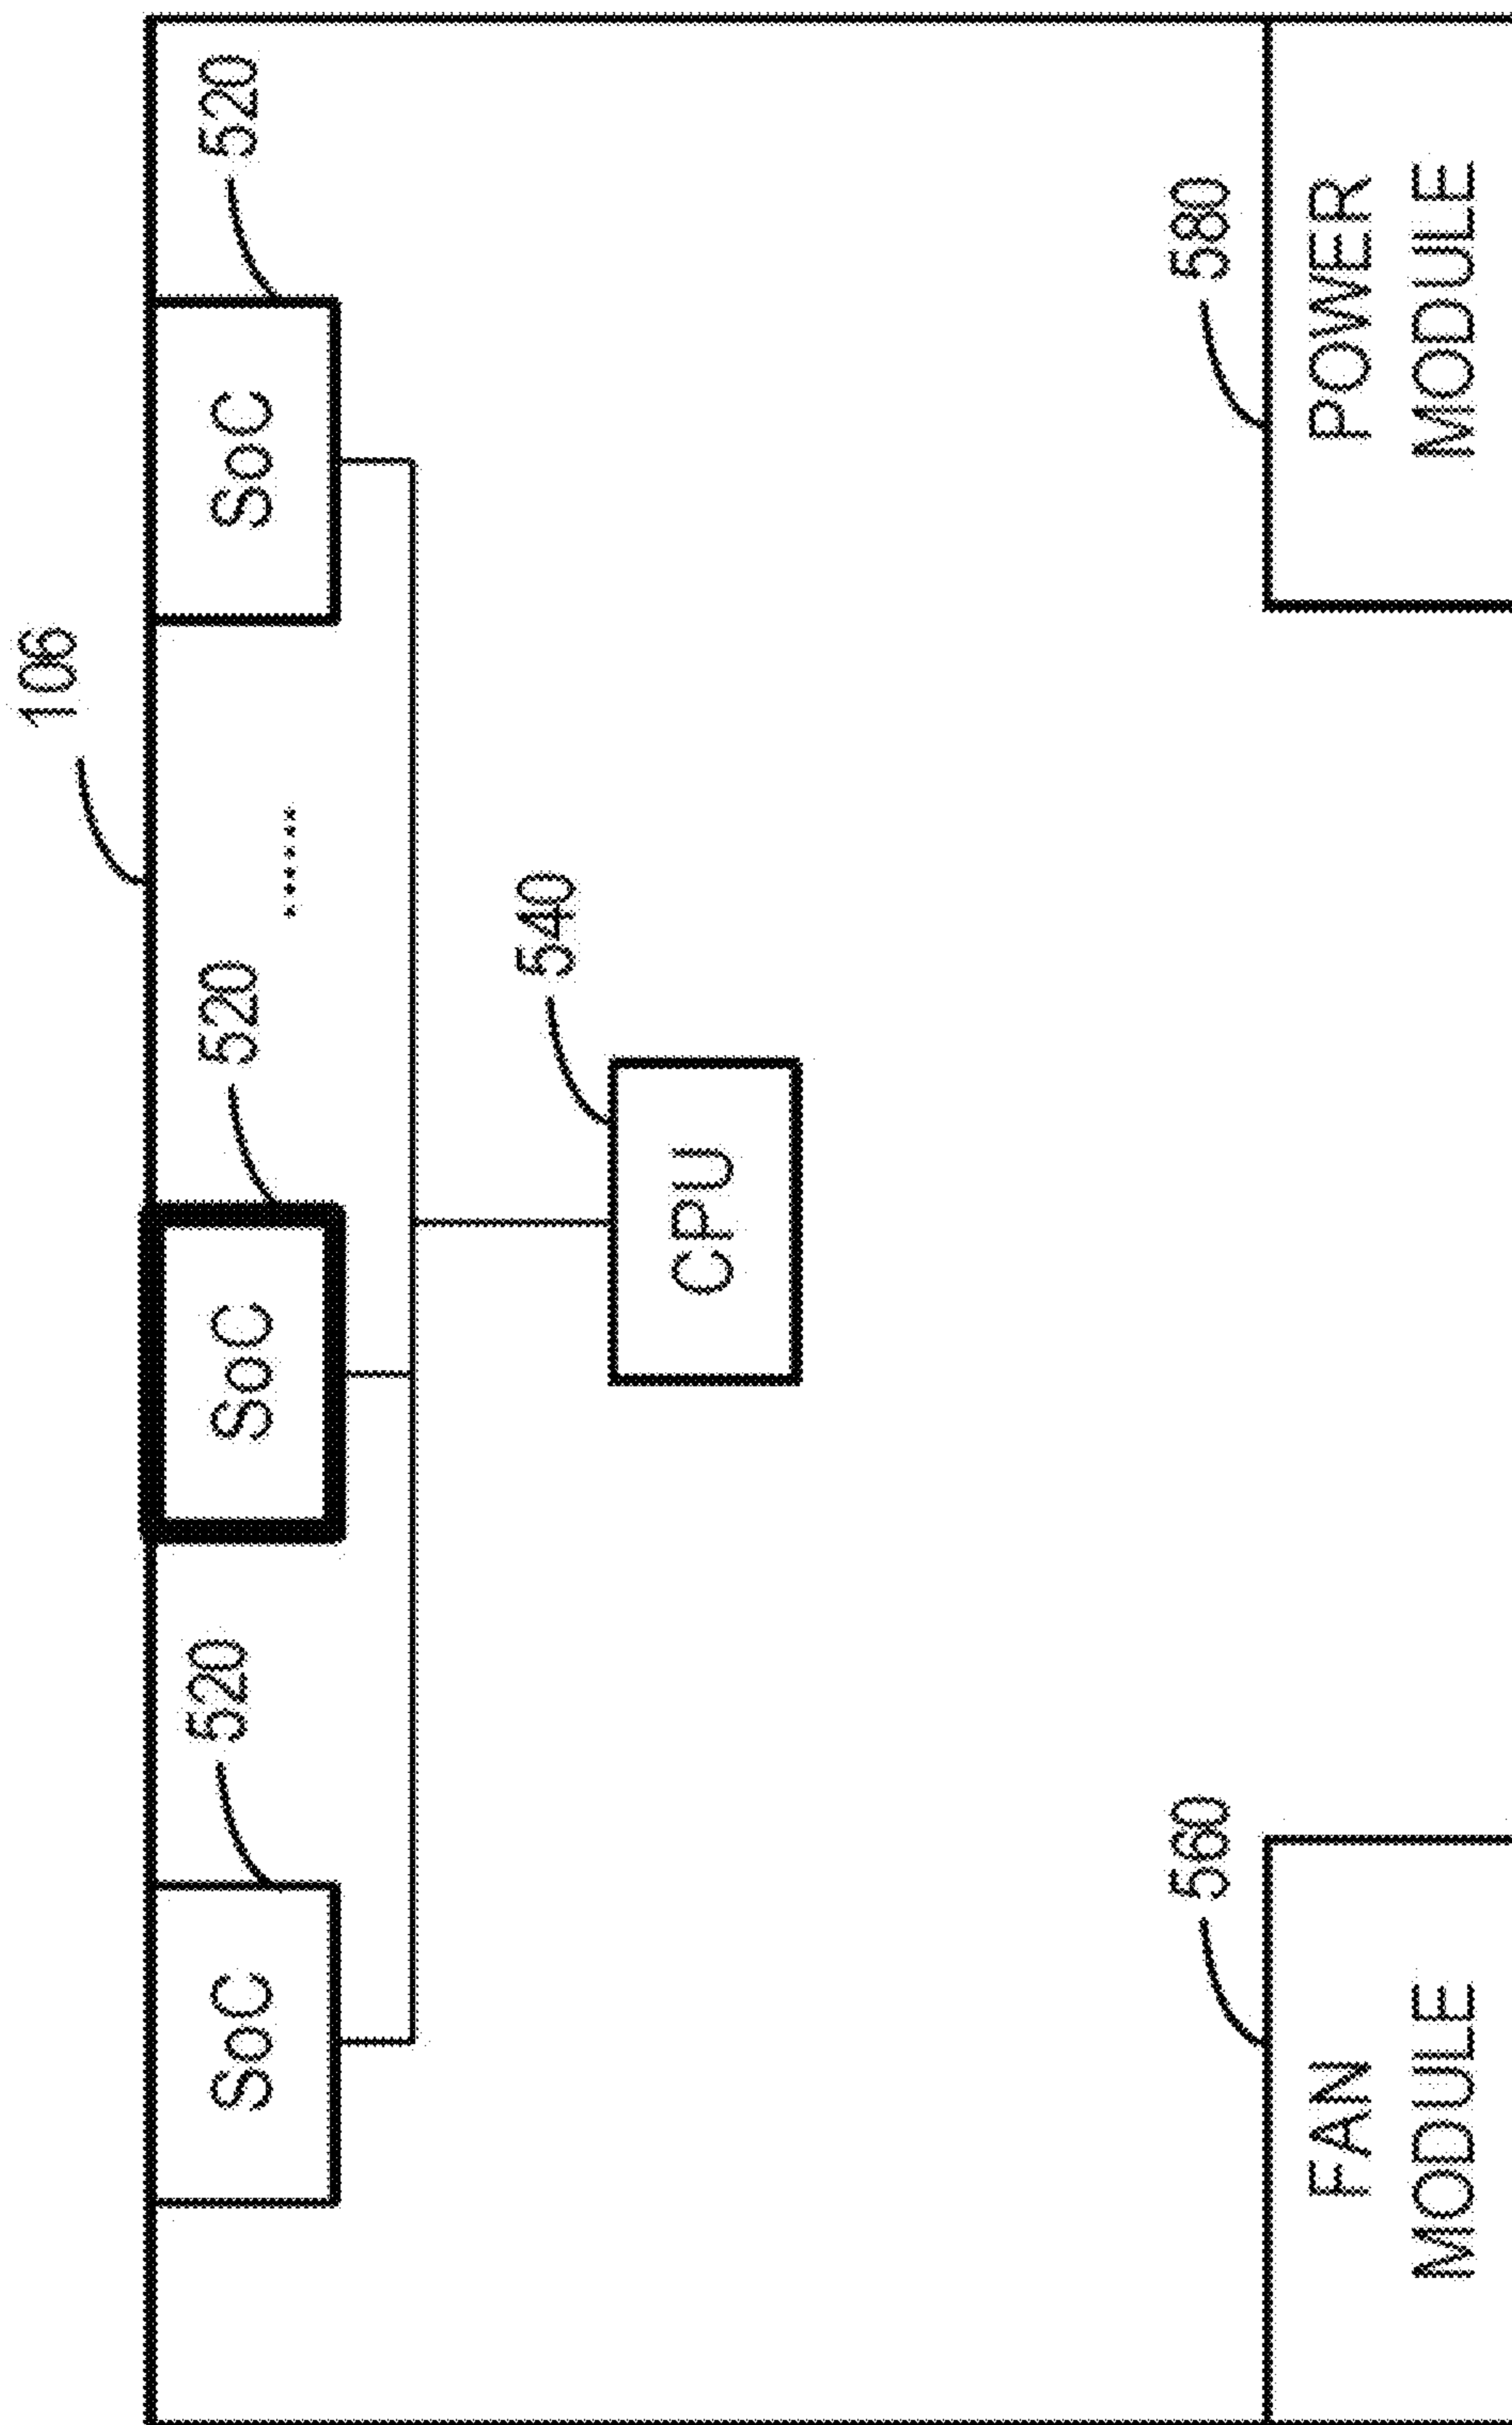 106
520
520
520
SoC
SoC
......
SoC
540
CPU
560
580
FAN
MODULE
POWER
MODULE